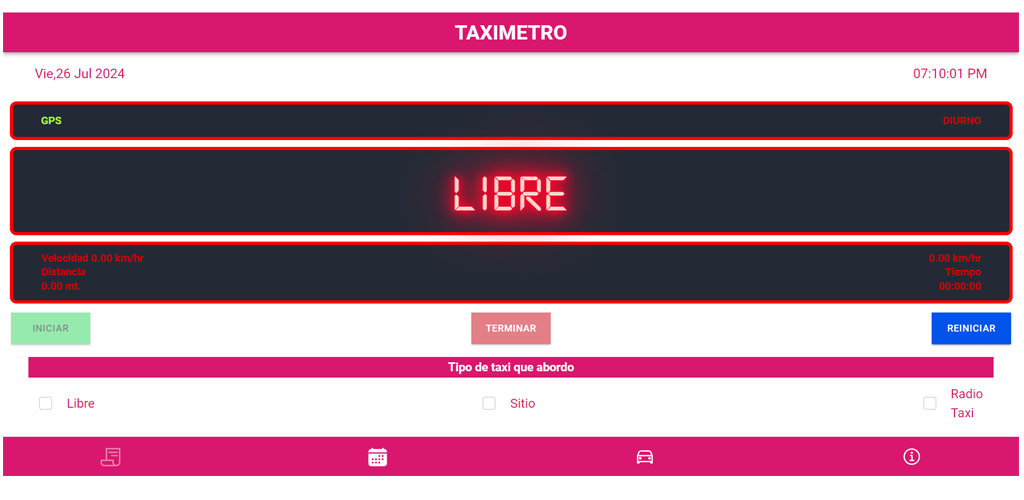 TAXIMETRO
Vie,26 Jul 2024
07:10:01 PM
GPS
DIURNO
LIBRE
Velocidad 0.00 km/hr
0.00 km/hr
Distancia
Tiempo
0.00 mt.
00:00:00
INICIAR
TERMINAR
REINICIAR
Tipo de taxi que abordo
Libre
Sitio
Radio
Taxi